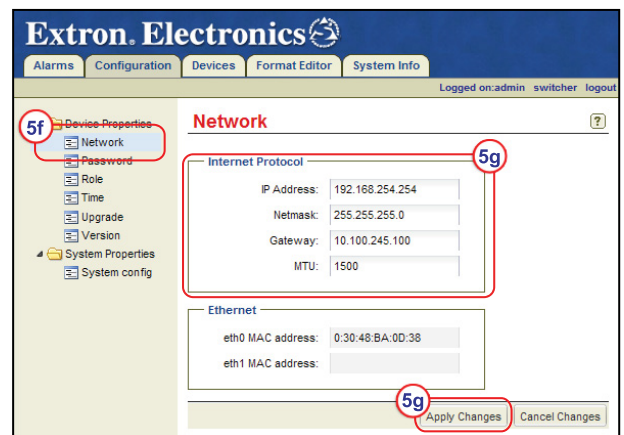 Extron. Electronics
Alarms Configuration Devices Format Editor System Info
Logged on:admin switcher logout
5f
Device Properties
Network
Password
Role
Time
Upgrade
Version
System Properties
System config
Network
?
Internet Protocol
5g
IP Address: 192.168.254.254
Netmask: 255.255.255.0
Gateway: 10.100.245.100
MTU: 1500
Ethernet
eth0 MAC address: 0:30:48:BA:0D:38
eth1 MAC address:
5g
Apply Changes Cancel Changes